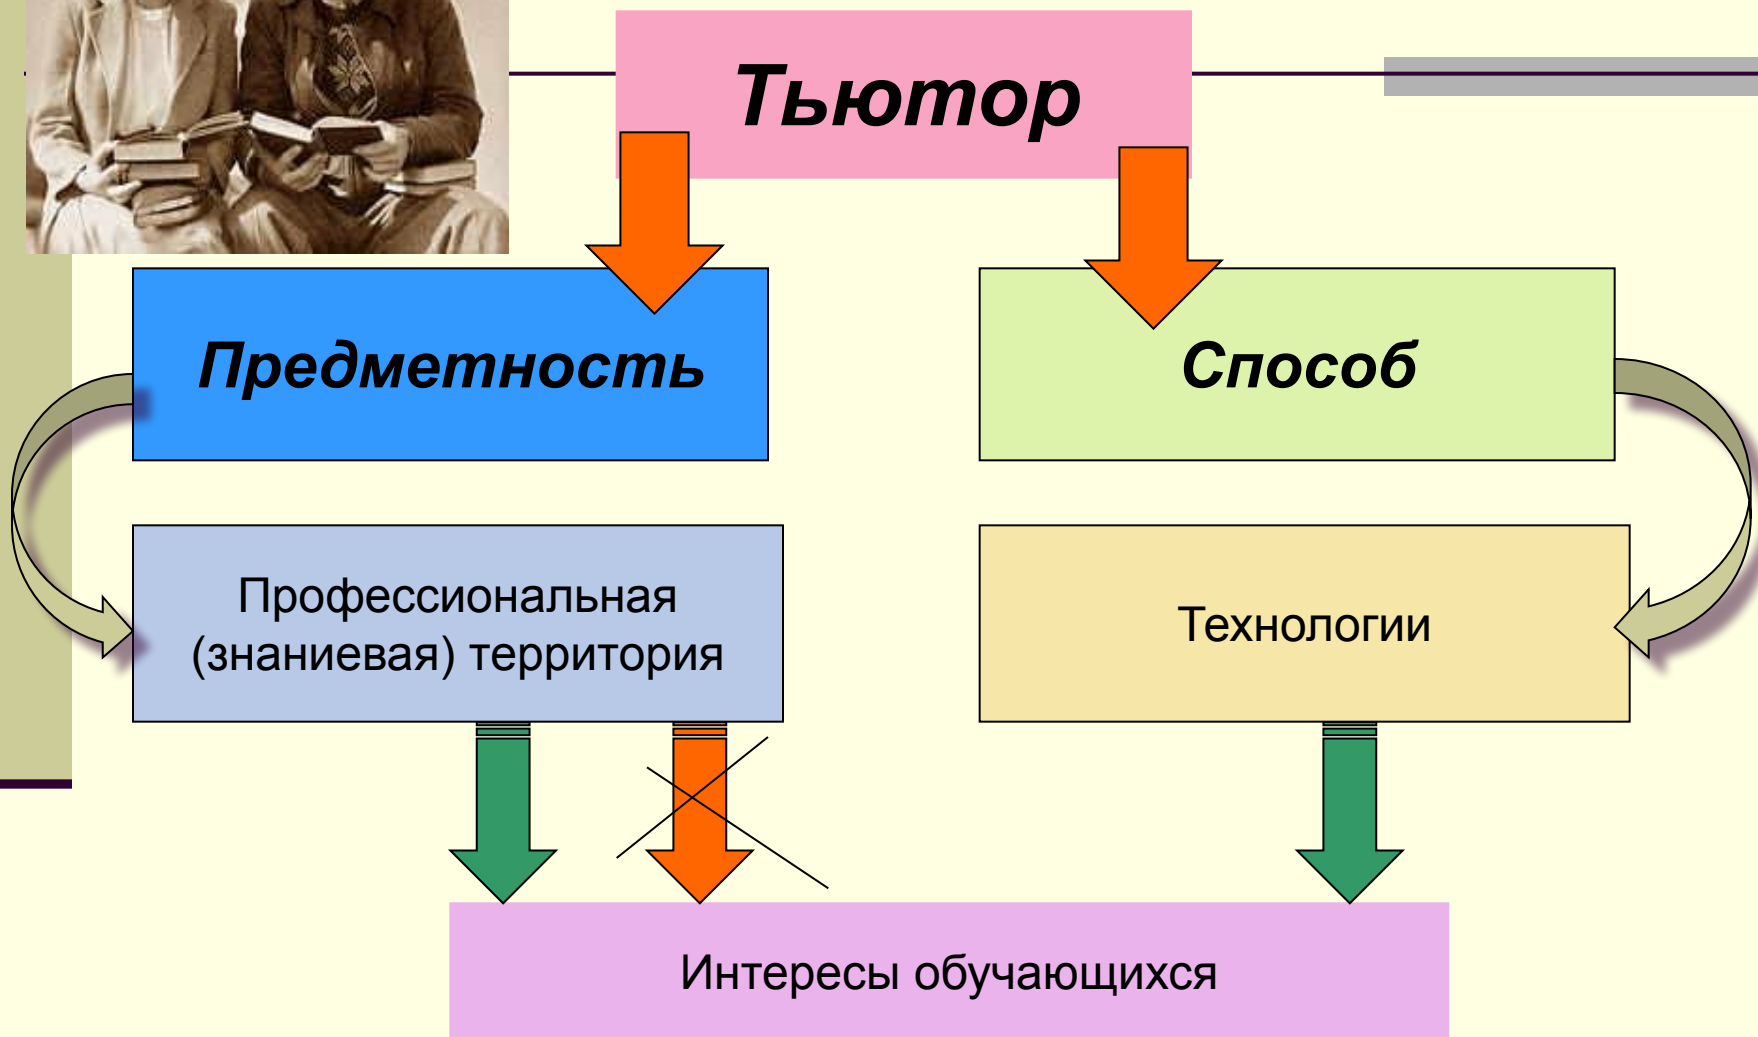 Тьютор
Предметность
Способ
Профессиональная
(знаниевая) территория
Технологии
Интересы обучающихся